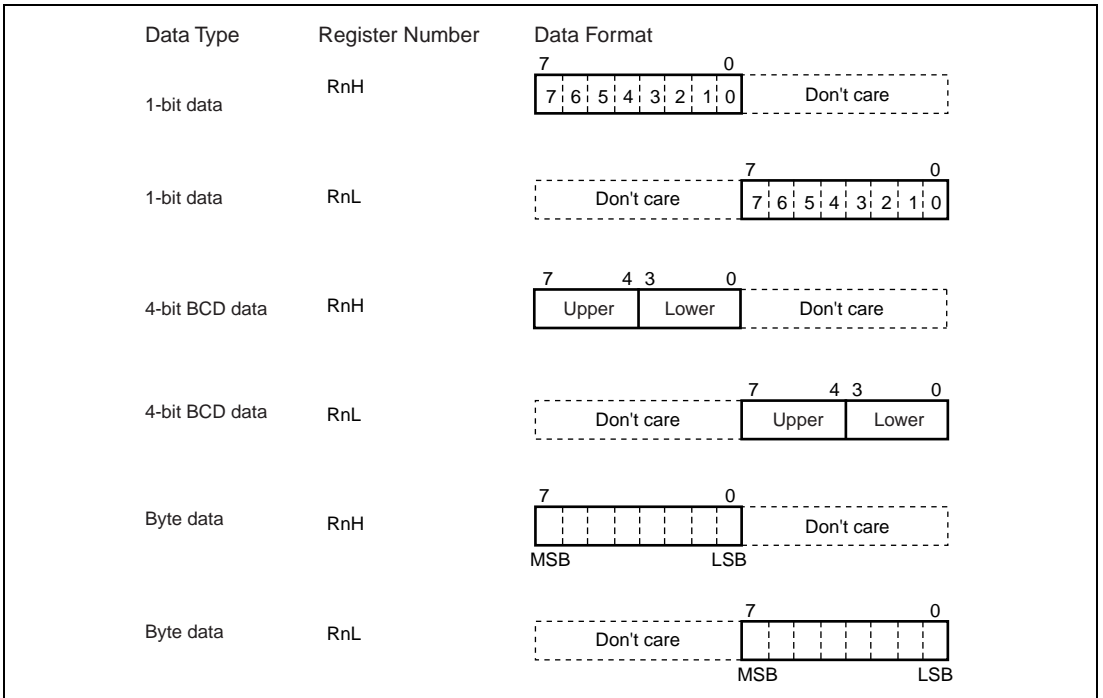 Data Type Register Number Data Format
7 0
1-bit data RnH 7 6 5 4 3 2 1 0 Don't care
7 0
1-bit data RnL Don't care 7 6 5 4 3 2 1 0
7 4 3 0
4-bit BCD data RnH Upper Lower Don't care
7 4 3 0
4-bit BCD data RnL Don't care Upper Lower
7 0
Byte data RnH Don't care
MSB LSB
7 0
Byte data RnL Don't care
MSB LSB